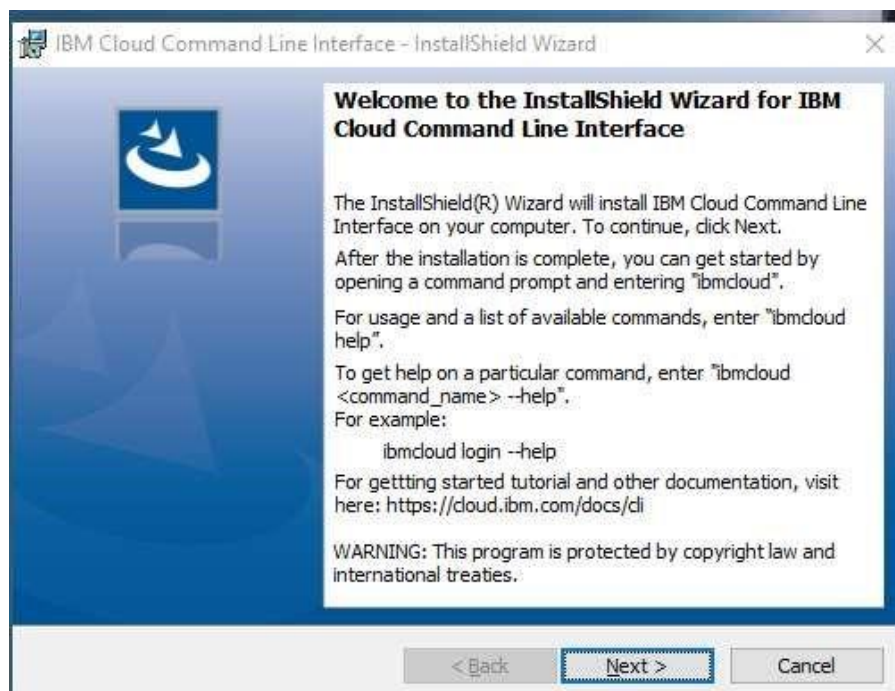 IBM Cloud Command Line Interface - InstallShield Wizard
Welcome to the InstallShield Wizard for IBM
Cloud Command Line Interface
The InstallShield(R) Wizard will install IBM Cloud Command Line
Interface on your computer. To continue, click Next.
After the installation is complete, you can get started by
opening a command prompt and entering "ibmcloud".
For usage and a list of available commands, enter "ibmcloud
help".
To get help on a particular command, enter "ibmcloud
<command_name> --help".
For example:
ibmcloud login --help
For gettting started tutorial and other documentation, visit
here: https://cloud.ibm.com/docs/cli
WARNING: This program is protected by copyright law and
international treaties.
< Back
Next >
Cancel